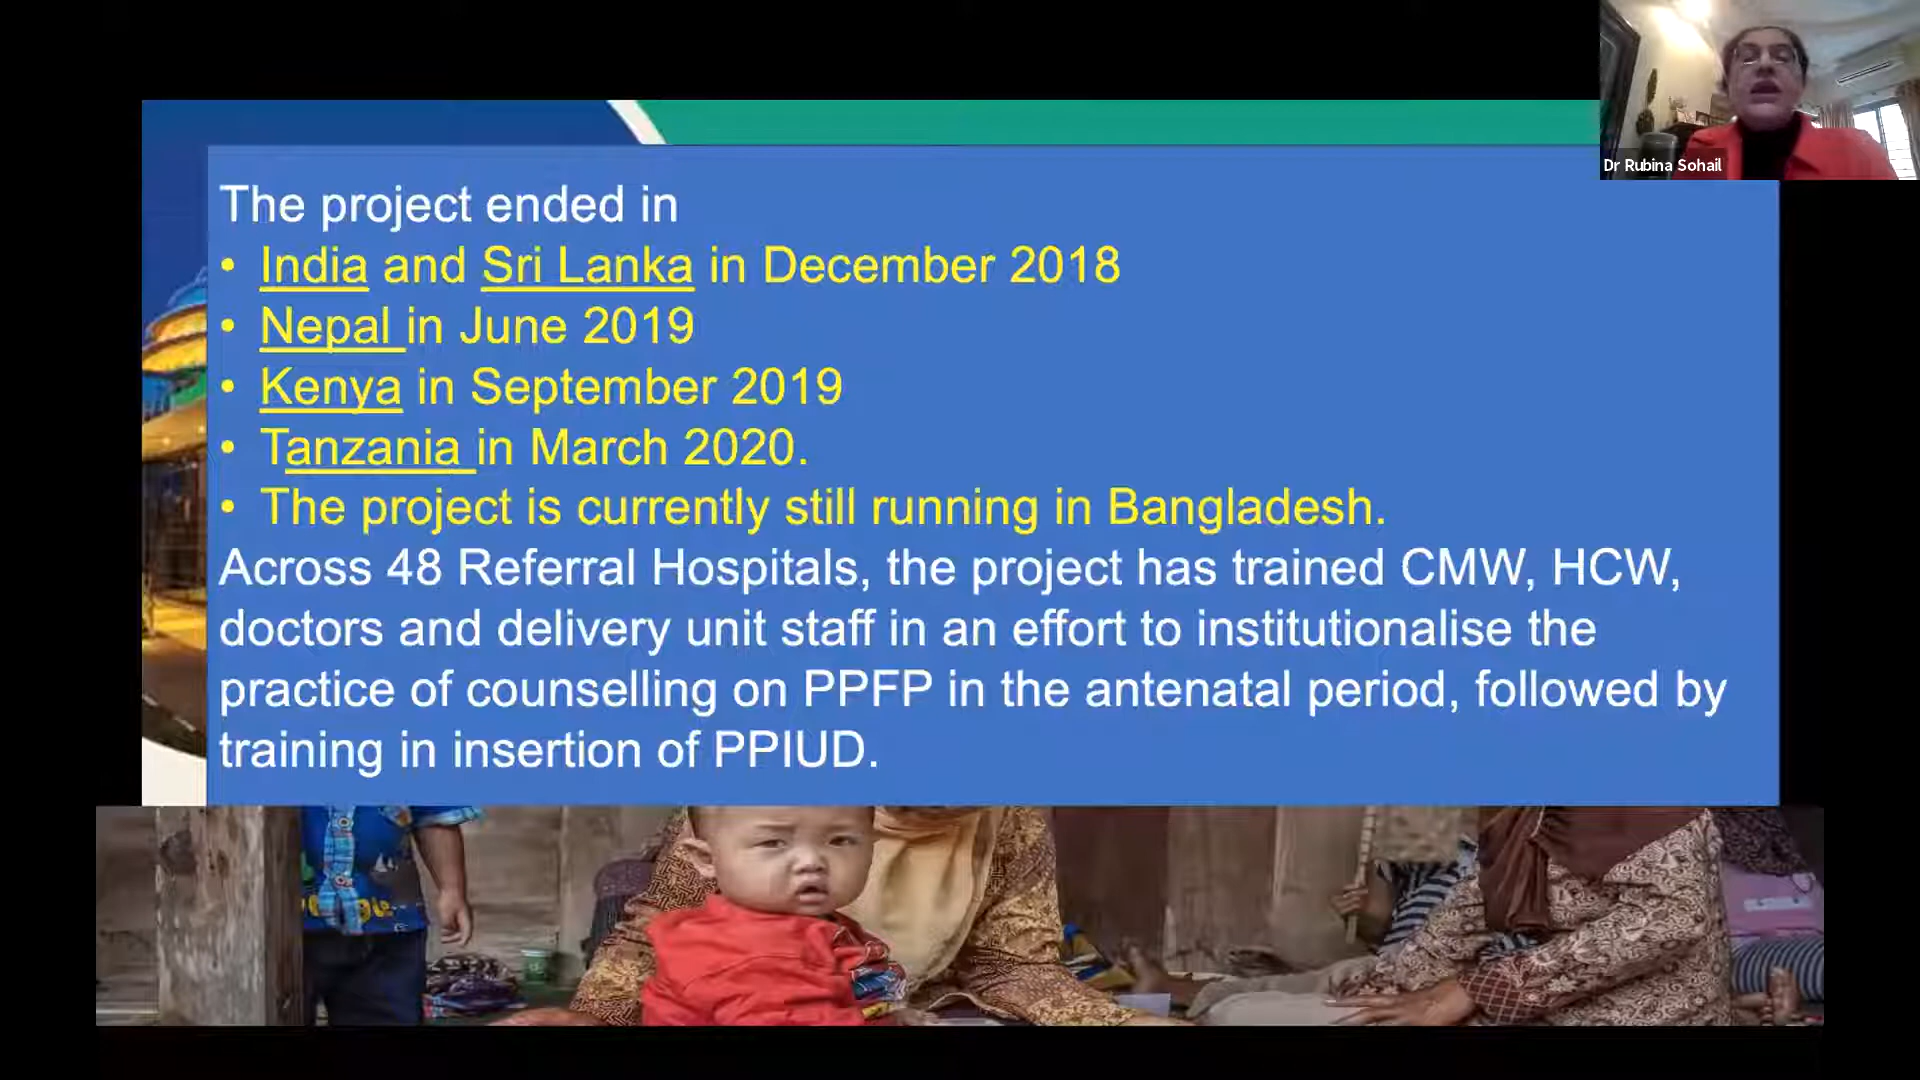 Dr Rubina Sohail
The project ended in
• India and Sri Lanka in December 2018
• Nepal in June 2019
• Kenya in September 2019
• Tanzania in March 2020.
• The project is currently still running in Bangladesh.
Across 48 Referral Hospitals, the project has trained CMW, HCW,
doctors and delivery unit staff in an effort to institutionalise the
practice of counselling on PPFP in the antenatal period, followed by
training in insertion of PPIUD.